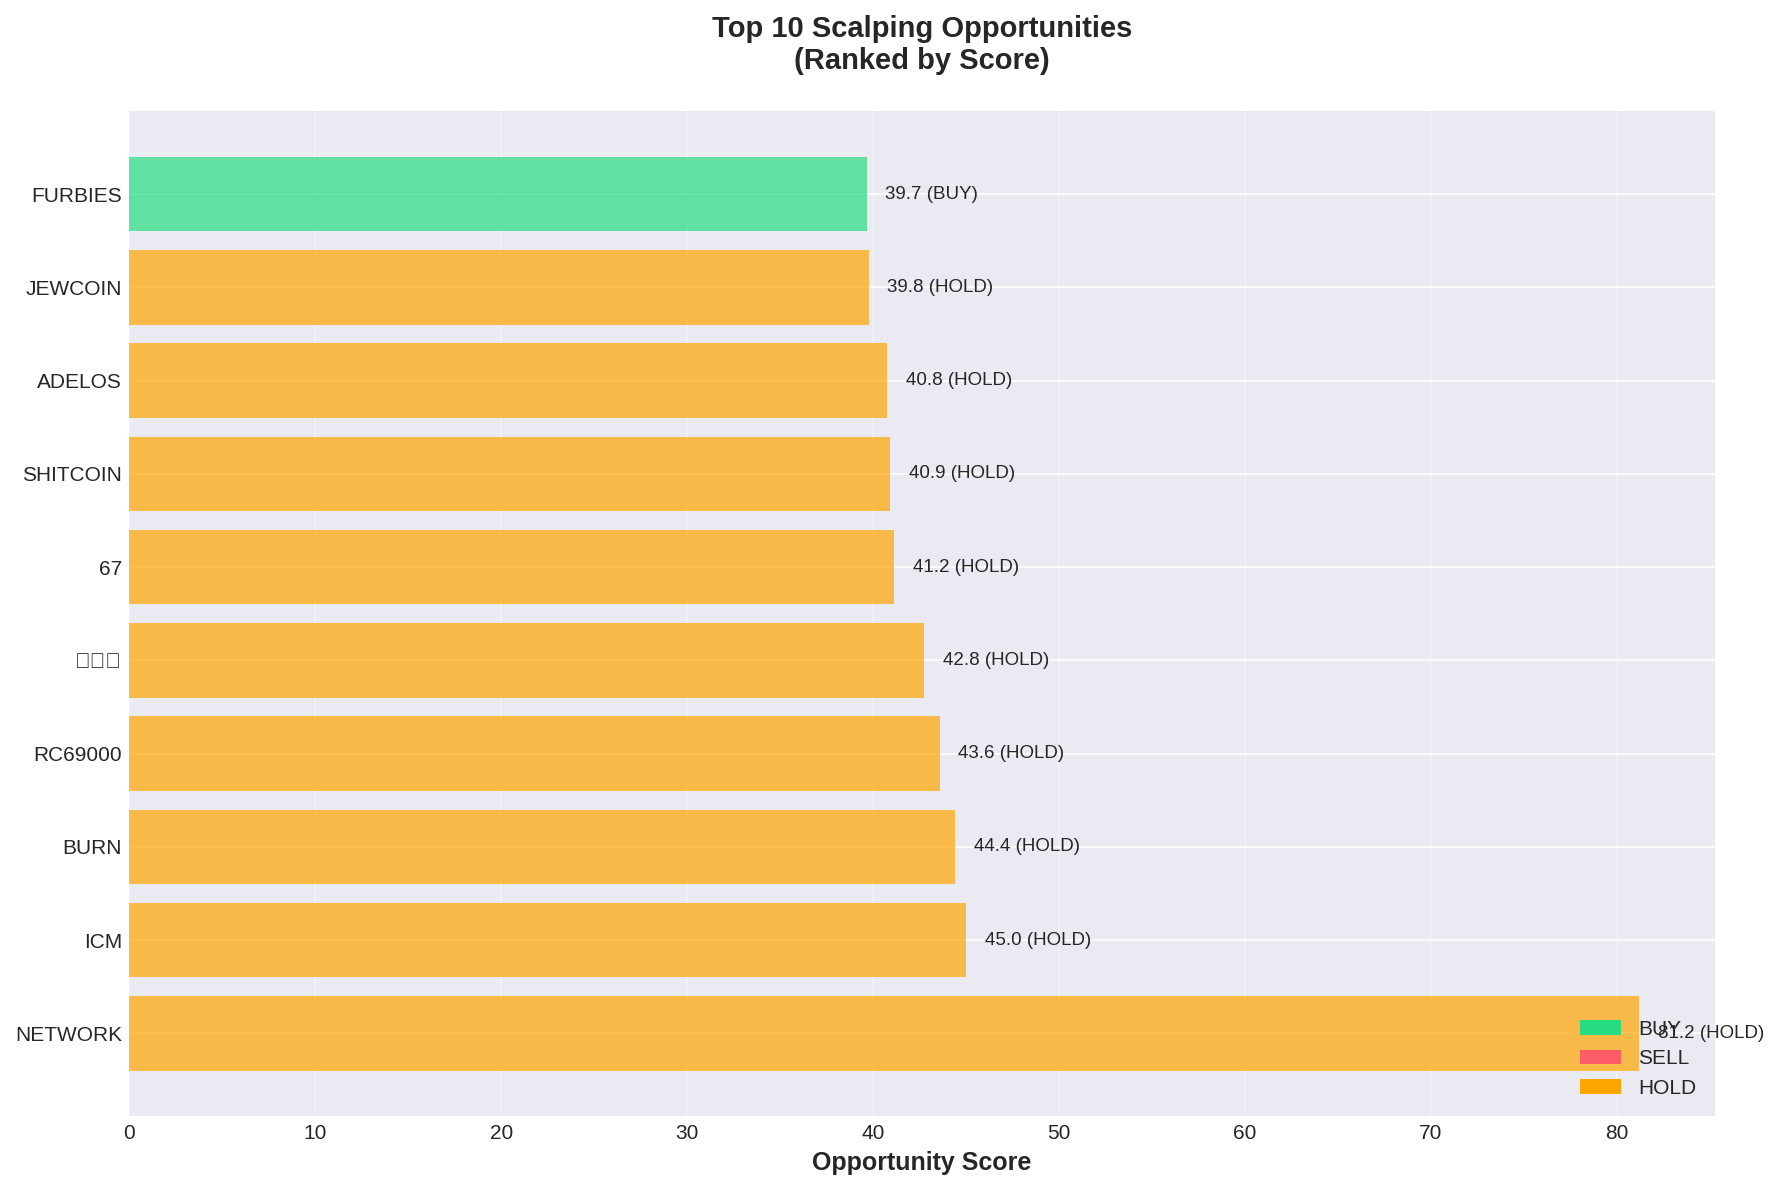 Top 10 Scalping Opportunities
(Ranked by Score)
FURBIES
39.7 (BUY)
JEWCOIN
39.8 (HOLD)
ADELOS
40.8 (HOLD)
SHITCOIN
40.9 (HOLD)
67
41.2 (HOLD)
42.8 (HOLD)
RC69000
43.6 (HOLD)
BURN
44.4 (HOLD)
ICM
45.0 (HOLD)
NETWORK
81.2 (HOLD)
BUY
SELL
HOLD
0 10 20 30 40 50 60 70 80
Opportunity Score